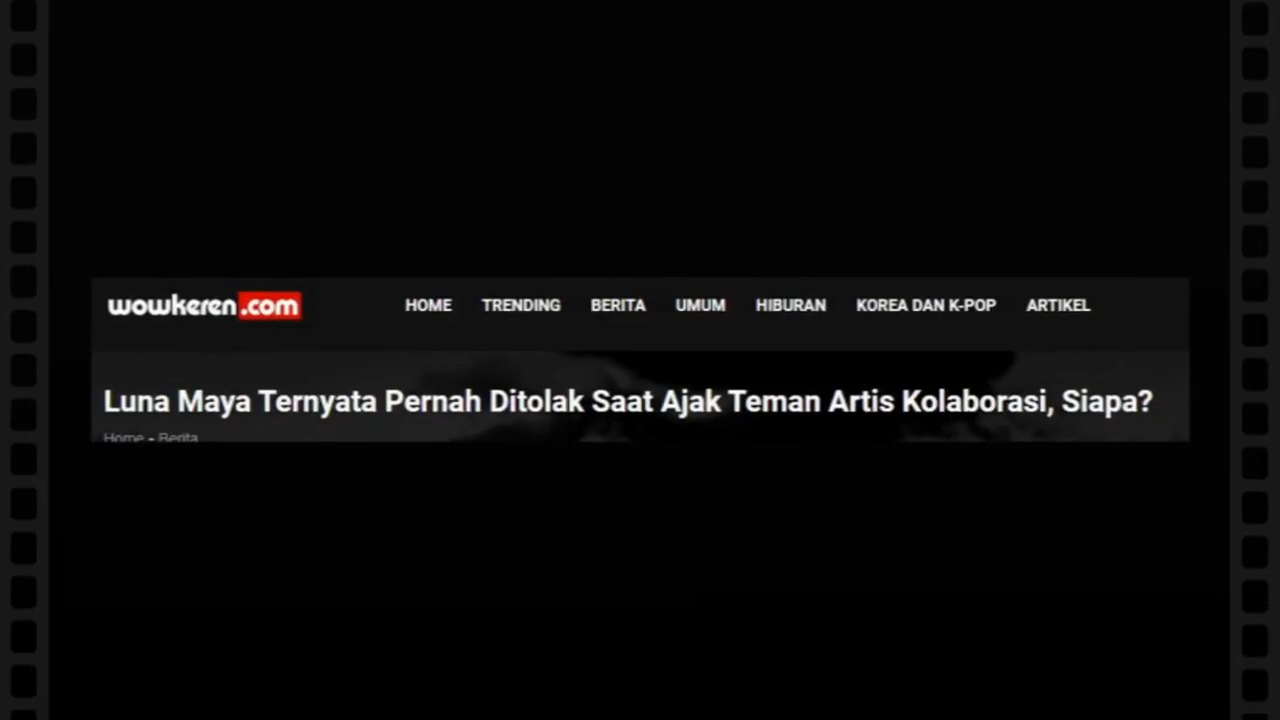 wowkeren.com HOME TRENDING BERITA UMUM HIBURAN KOREA DAN K-POP ARTIKEL
Luna Maya Ternyata Pernah Ditolak Saat Ajak Teman Artis Kolaborasi, Siapa?
Home - Berita